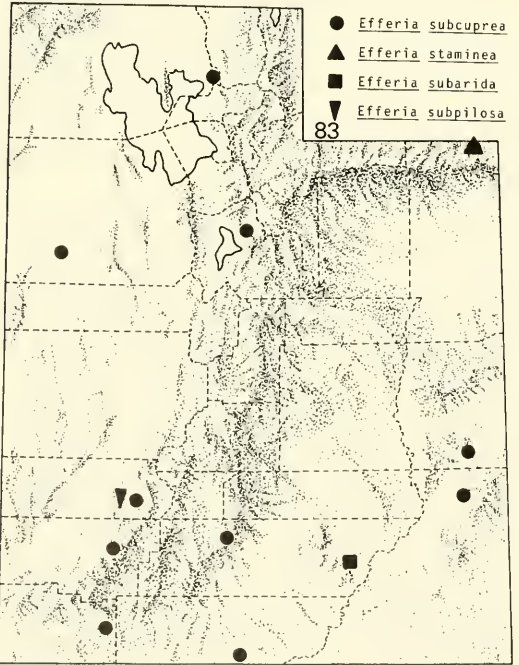 Efferia subcuprea
Efferia staminea
Efferia subarida
Efferia subpilosa
83